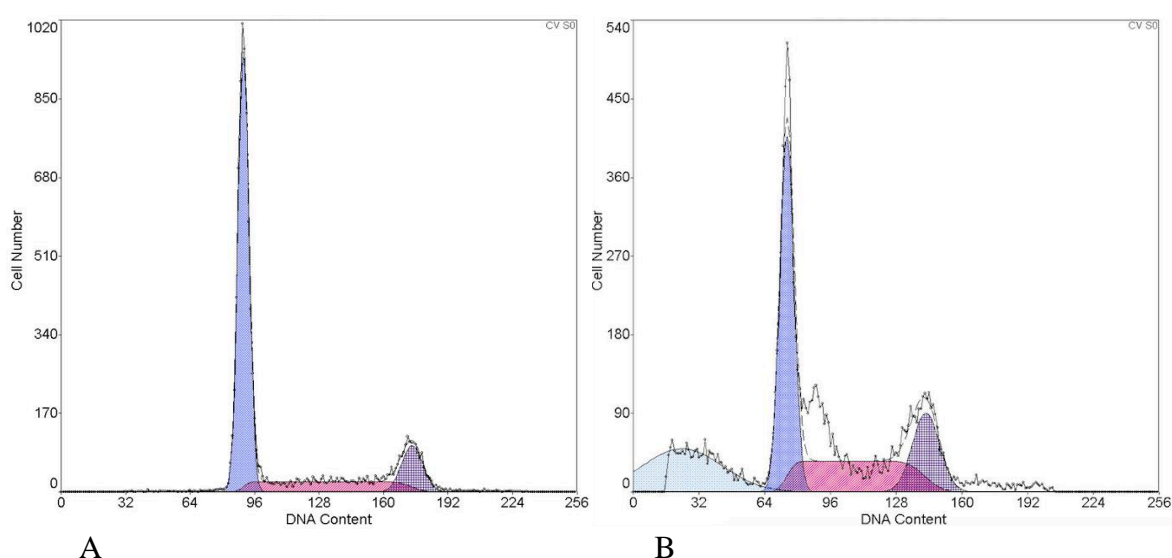 CV S0
1020
850
680
510
340
170
0
Cell Number
0 32 64 96 128 160 192 224 256
DNA Content
A
CV S0
540
450
360
270
180
90
0
Cell Number
0 32 64 96 128 160 192 224 256
DNA Content
B